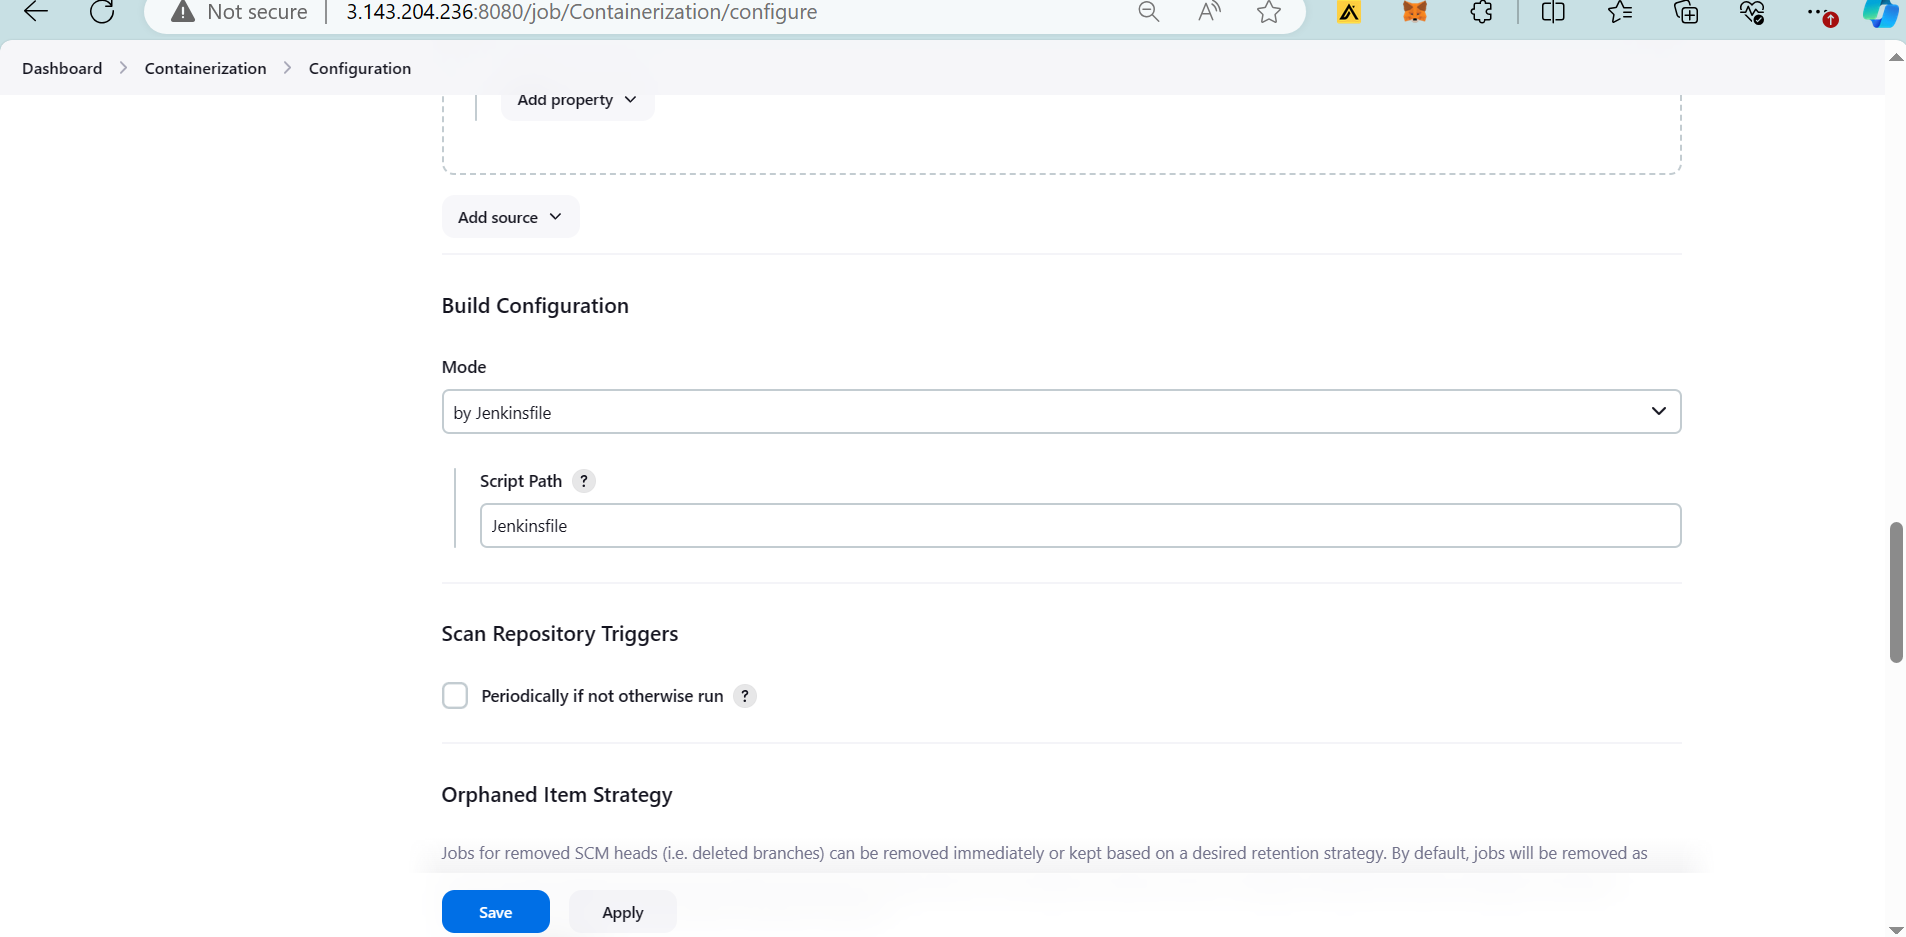 Not secure 3.143.204.236:8080/job/Containerization/configure
Dashboard Containerization Configuration
Add property
Add source
Build Configuration
Mode
by Jenkinsfile
Script Path ?
Jenkinsfile
Scan Repository Triggers
Periodically if not otherwise run ?
Orphaned Item Strategy
Jobs for removed SCM heads (i.e. deleted branches) can be removed immediately or kept based on a desired retention strategy. By default, jobs will be removed as
Save Apply